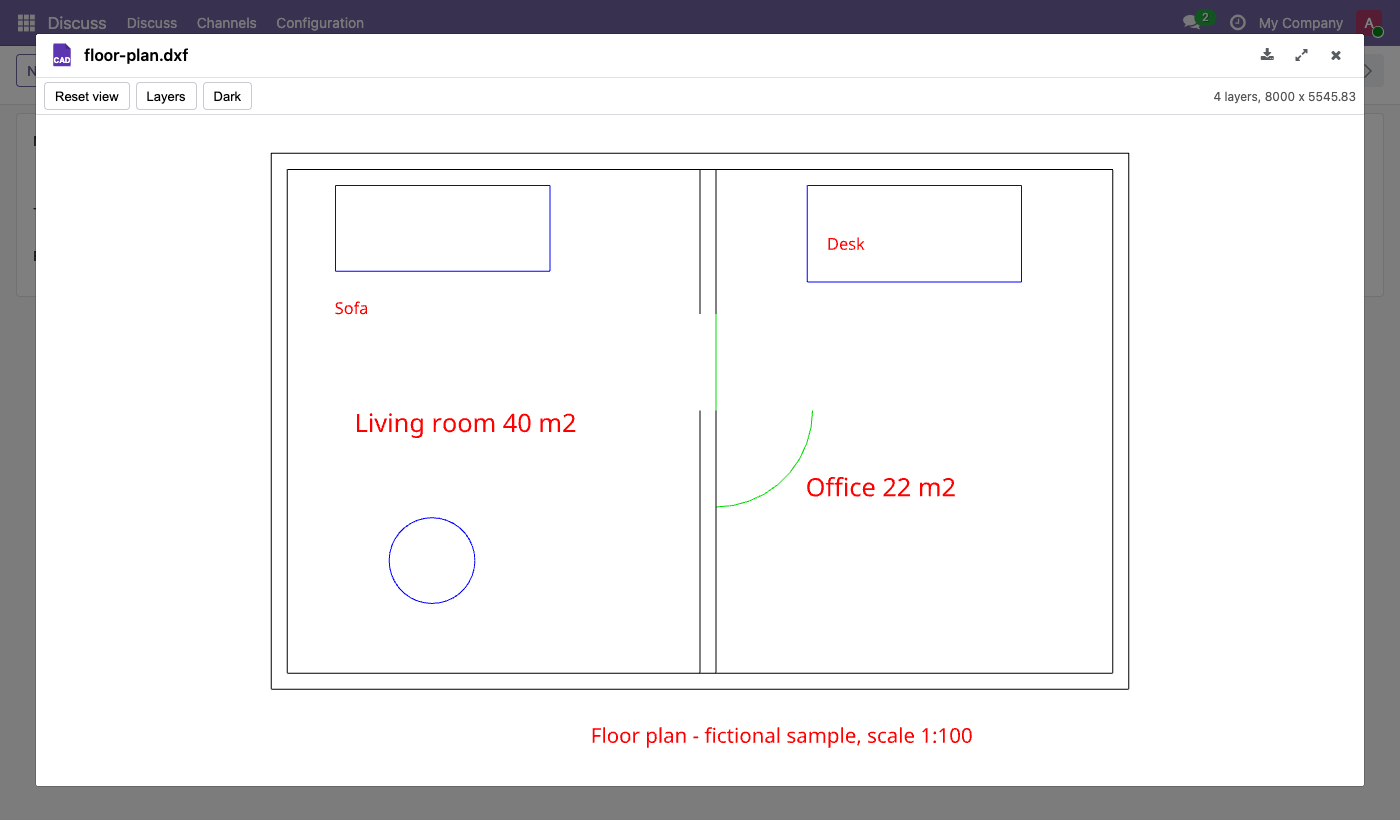 Discuss Discuss Channels Configuration 2 My Company A
CAD floor-plan.dxf
Reset view Layers Dark 4 layers, 8000 x 5545.83
Desk
Sofa
Living room 40 m2
Office 22 m2
Floor plan - fictional sample, scale 1:100